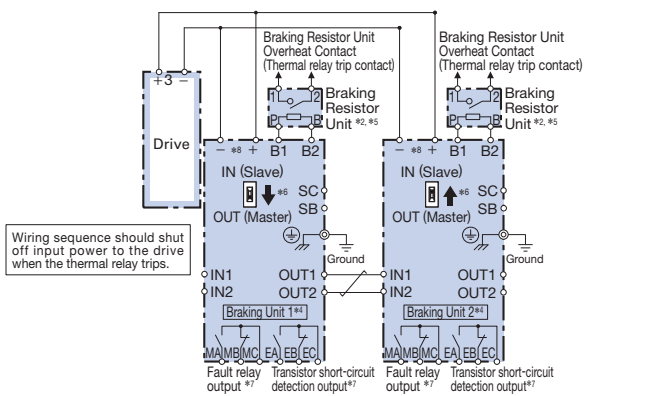 Braking Resistor Unit
Overheat Contact
(Thermal relay trip contact)
Braking Resistor Unit
Overheat Contact
(Thermal relay trip contact)
+3 −
Drive
1 2
P B
Braking
Resistor
Unit *2, *5
1 2
P B
Braking
Resistor
Unit *2, *5
− *8 + B1 B2
IN (Slave)
*6
OUT (Master)
SC
SB
Ground
IN1
IN2
OUT1
OUT2
Braking Unit 1*4
MA MB MC EA EB EC
Fault relay
output *7
Transistor short-circuit
detection output*7
− *8 + B1 B2
IN (Slave)
*6
OUT (Master)
SC
SB
Ground
IN1
IN2
OUT1
OUT2
Braking Unit 2*4
MA MB MC EA EB EC
Fault relay
output *7
Transistor short-circuit
detection output*7
Wiring sequence should shut
off input power to the drive
when the thermal relay trips.